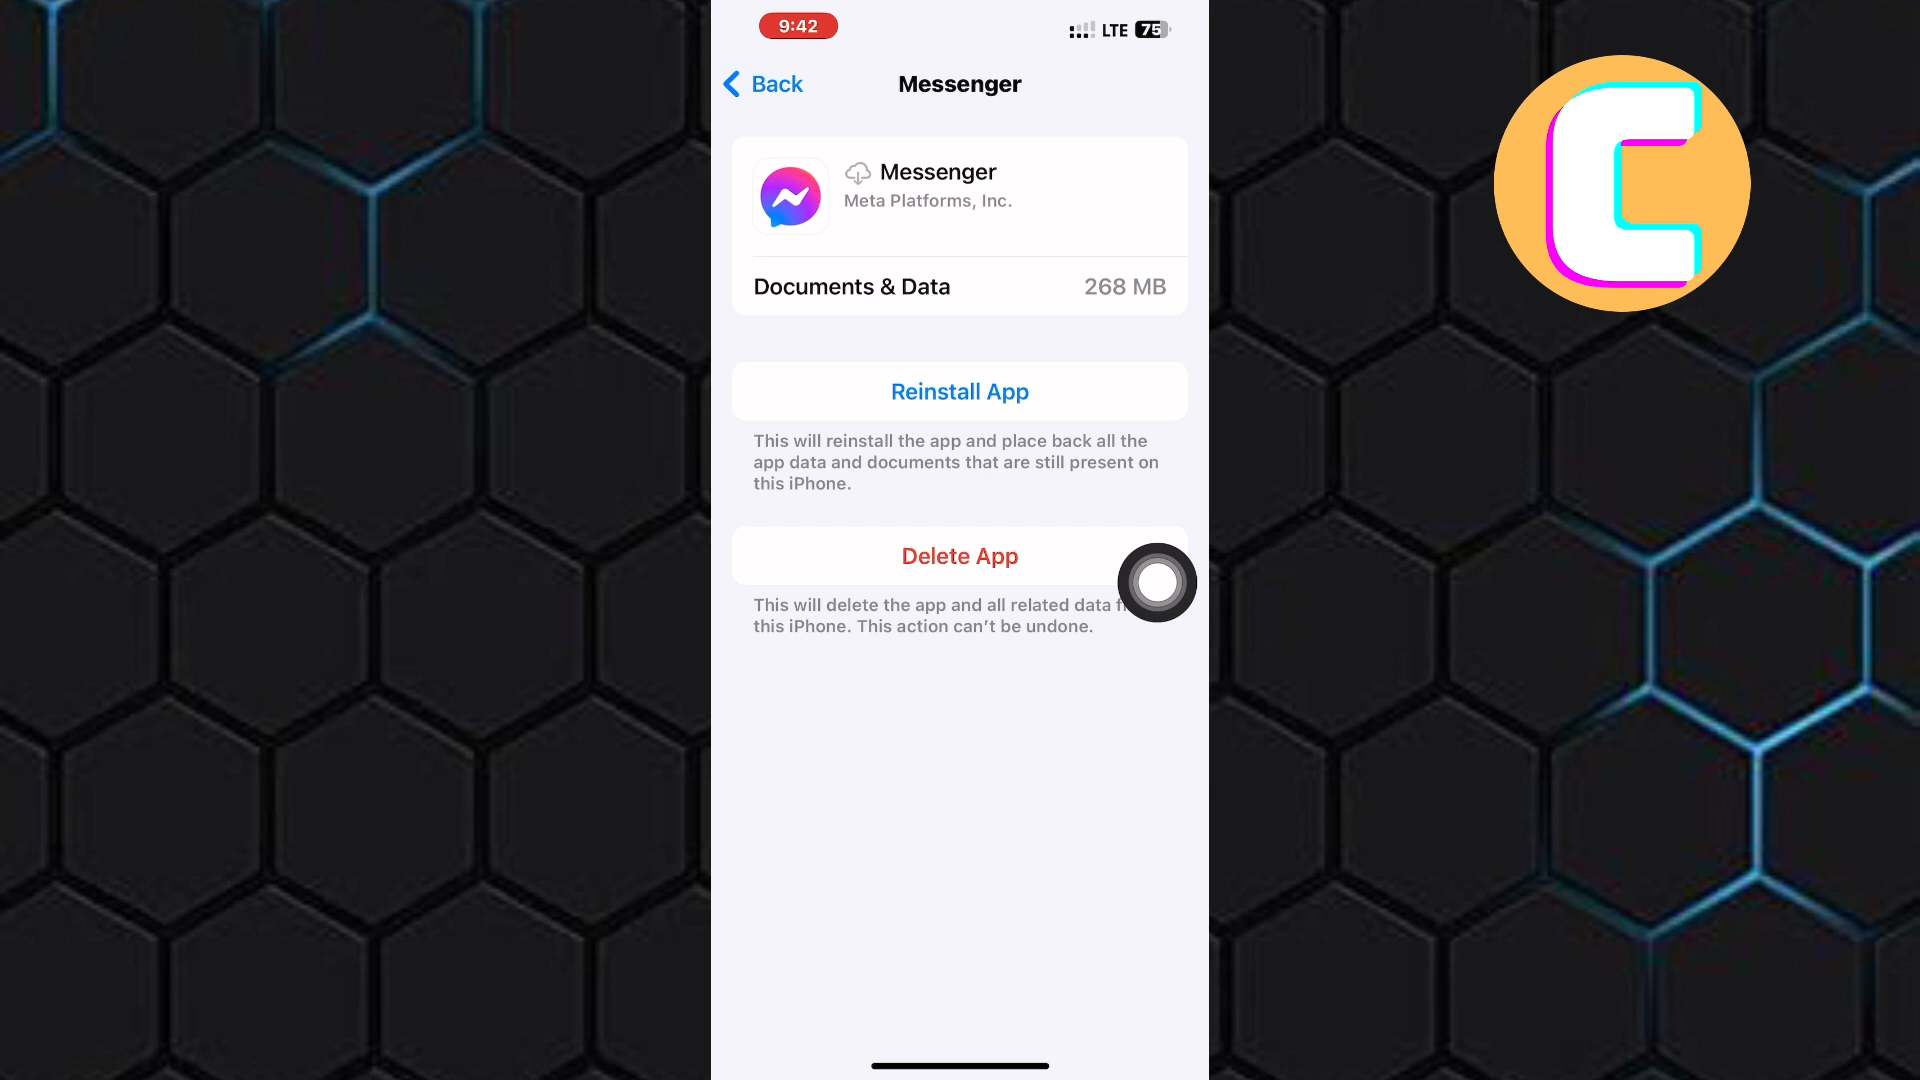 9:42
LTE 75
Back
Messenger
Messenger
Meta Platforms, Inc.
Documents & Data 268 MB
Reinstall App
This will reinstall the app and place back all the
app data and documents that are still present on
this iPhone.
Delete App
This will delete the app and all related data
this iPhone. This action can't be undone.
C